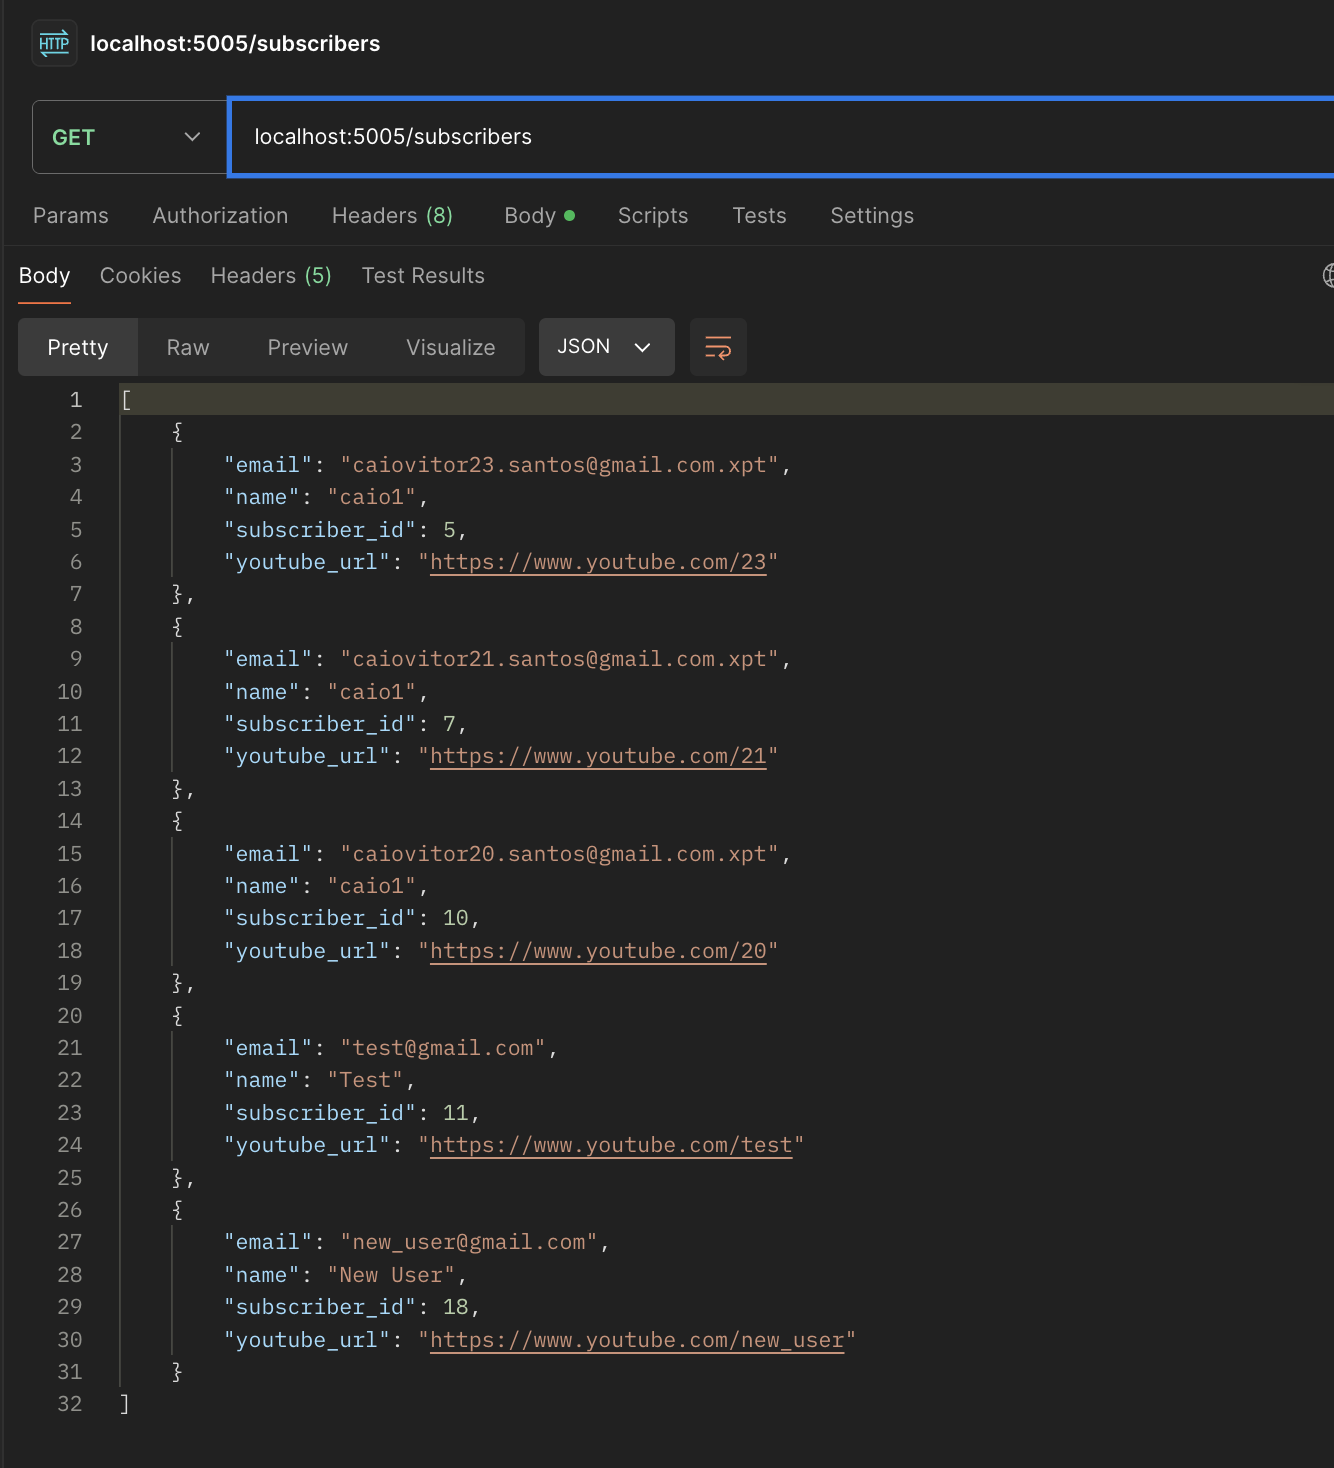 HTTP localhost:5005/subscribers
GET localhost:5005/subscribers
Params Authorization Headers (8) Body Scripts Tests Settings
Body Cookies Headers (5) Test Results
Pretty Raw Preview Visualize JSON
1 [
2 {
3 "email": "caiovitor23.santos@gmail.com.xpt",
4 "name": "caio1",
5 "subscriber_id": 5,
6 "youtube_url": "https://www.youtube.com/23"
7 },
8 {
9 "email": "caiovitor21.santos@gmail.com.xpt",
10 "name": "caio1",
11 "subscriber_id": 7,
12 "youtube_url": "https://www.youtube.com/21"
13 },
14 {
15 "email": "caiovitor20.santos@gmail.com.xpt",
16 "name": "caio1",
17 "subscriber_id": 10,
18 "youtube_url": "https://www.youtube.com/20"
19 },
20 {
21 "email": "test@gmail.com",
22 "name": "Test",
23 "subscriber_id": 11,
24 "youtube_url": "https://www.youtube.com/test"
25 },
26 {
27 "email": "new_user@gmail.com",
28 "name": "New User",
29 "subscriber_id": 18,
30 "youtube_url": "https://www.youtube.com/new_user"
31 }
32 ]